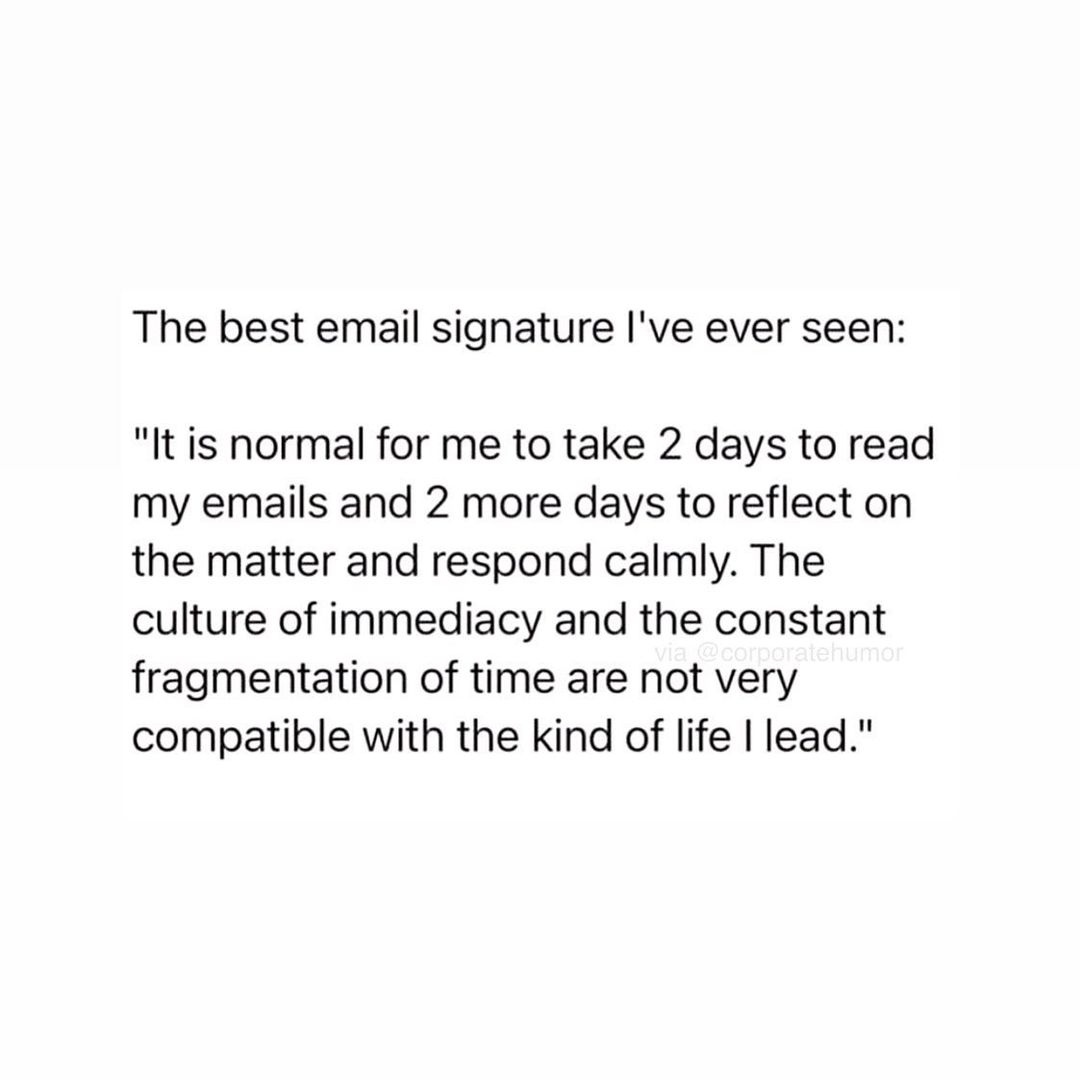 The best email signature I've ever seen:
"It is normal for me to take 2 days to read
my emails and 2 more days to reflect on
the matter and respond calmly. The
culture of immediacy and the constant
via @corporatehumor
fragmentation of time are not very
compatible with the kind of life I lead."